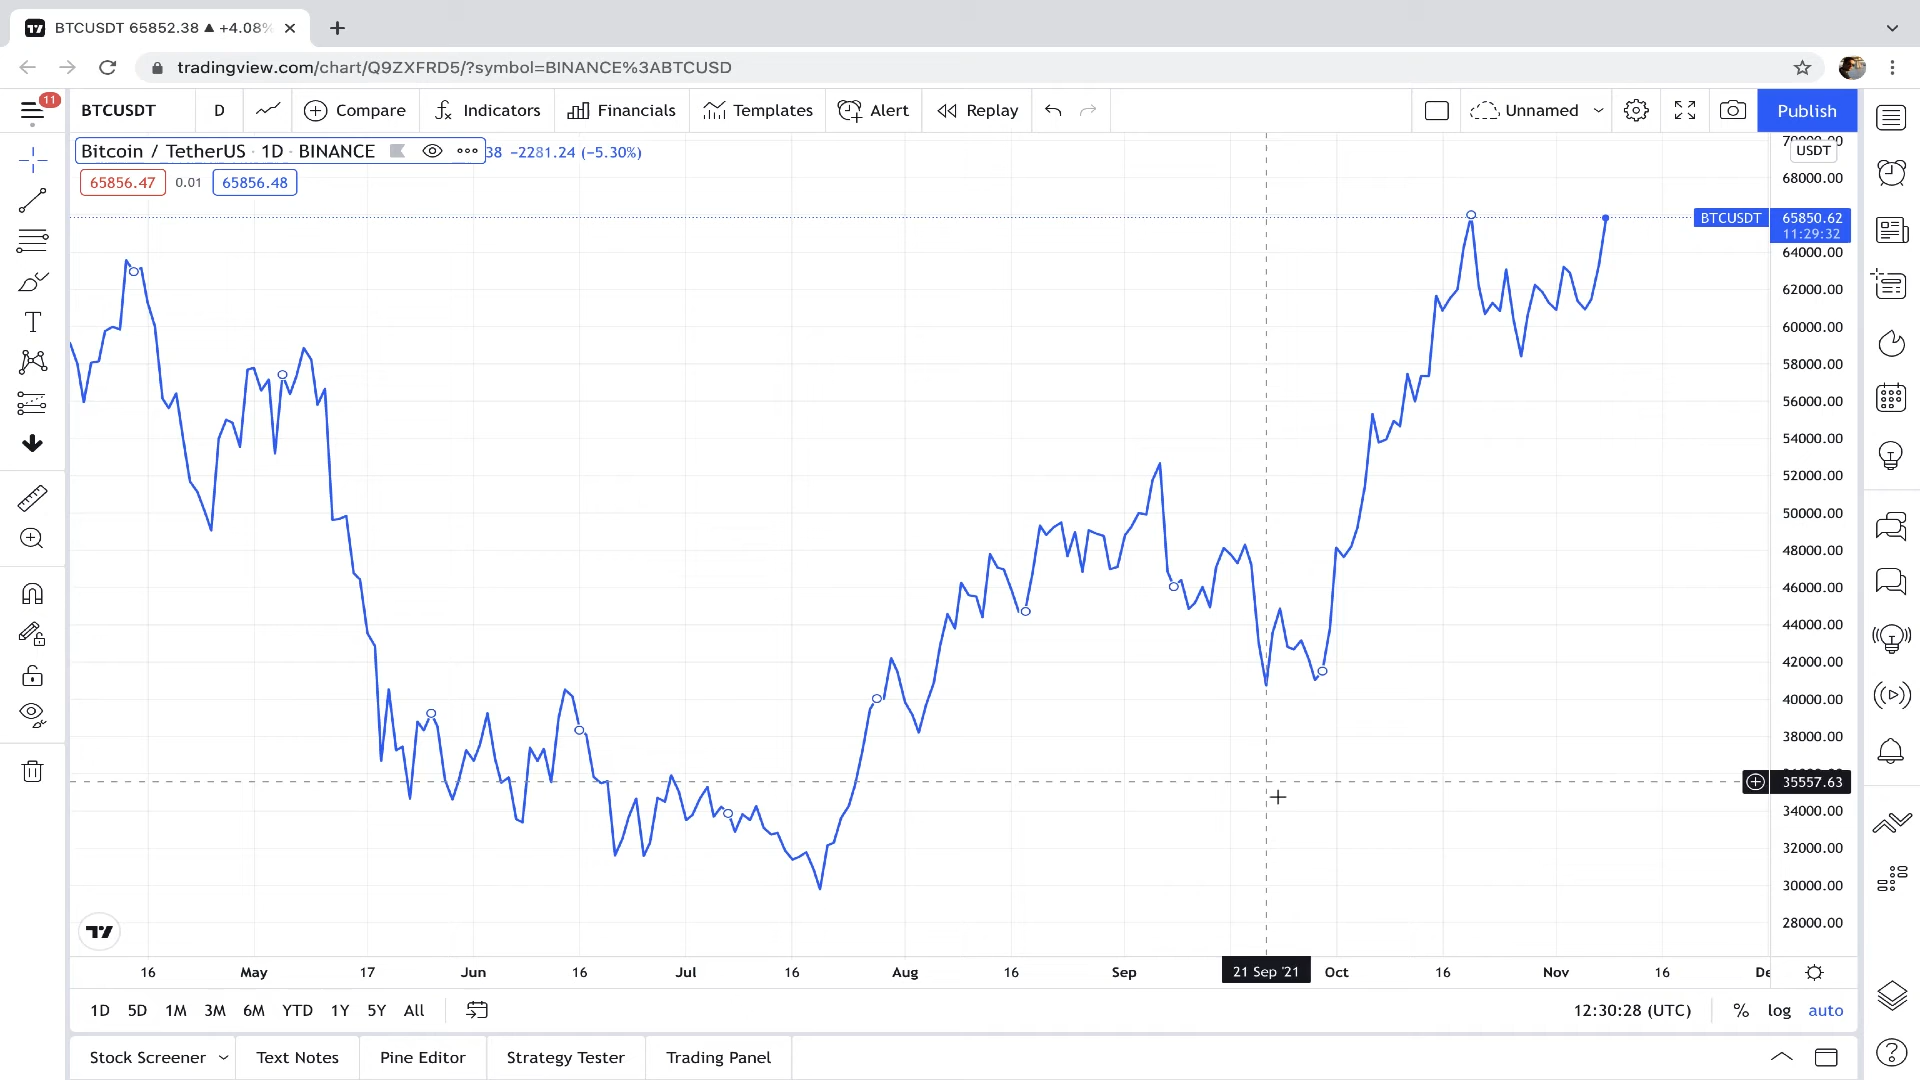 BTCUSDT 65852.38 ▲ +4.08%
tradingview.com/chart/Q9ZXFRD5/?symbol=BINANCE%3ABTCUSD
11
BTCUSDT D Compare Indicators Financials Templates Alert Replay Unnamed Publish
Bitcoin / TetherUS · 1D · BINANCE 38 −2281.24 (−5.30%)
65856.47 0.01 65856.48
70000.00
USDT
68000.00
BTCUSDT 65850.62
11:29:32
64000.00
62000.00
60000.00
58000.00
56000.00
54000.00
52000.00
50000.00
48000.00
46000.00
44000.00
42000.00
40000.00
38000.00
35557.63
34000.00
32000.00
30000.00
28000.00
16 May 17 Jun 16 Jul 16 Aug 16 Sep 21 Sep '21 Oct 16 Nov 16 De
1D 5D 1M 3M 6M YTD 1Y 5Y All 12:30:28 (UTC) % log auto
Stock Screener Text Notes Pine Editor Strategy Tester Trading Panel